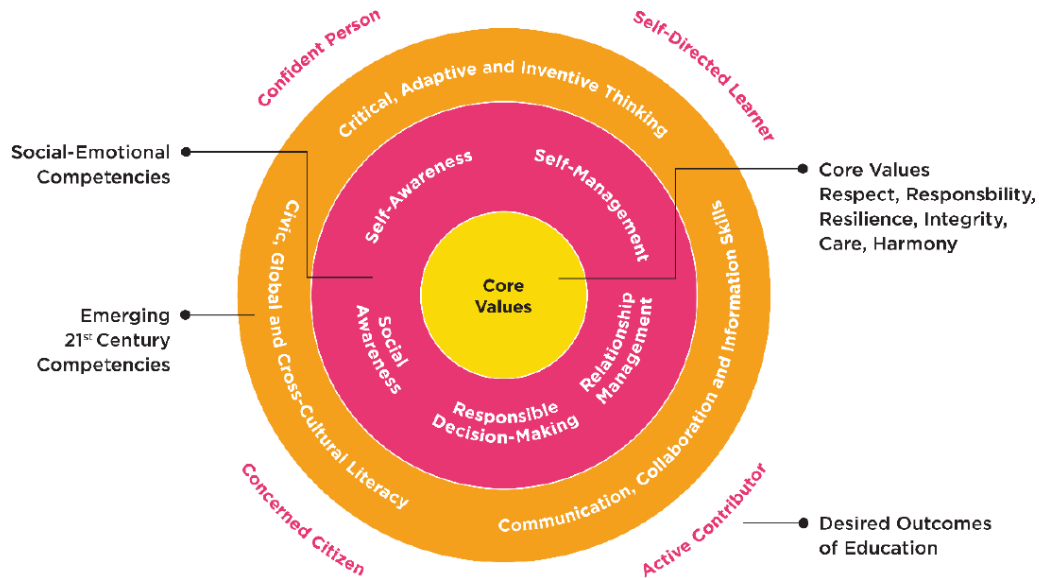 Confident Person
Self-Directed Learner
Critical, Adaptive and Inventive Thinking
Social-Emotional
Competencies
Self-Awareness
Self-Management
Core Values
Respect, Responsbility,
Resilience, Integrity,
Care, Harmony
Civic, Global and Cross-Cultural Literacy
Core
Values
Communication, Collaboration and Information Skills
Emerging
21st Century
Competencies
Social
Awareness
Relationship
Management
Responsible
Decision-Making
Concerned Citizen
Active Contributor
Desired Outcomes
of Education